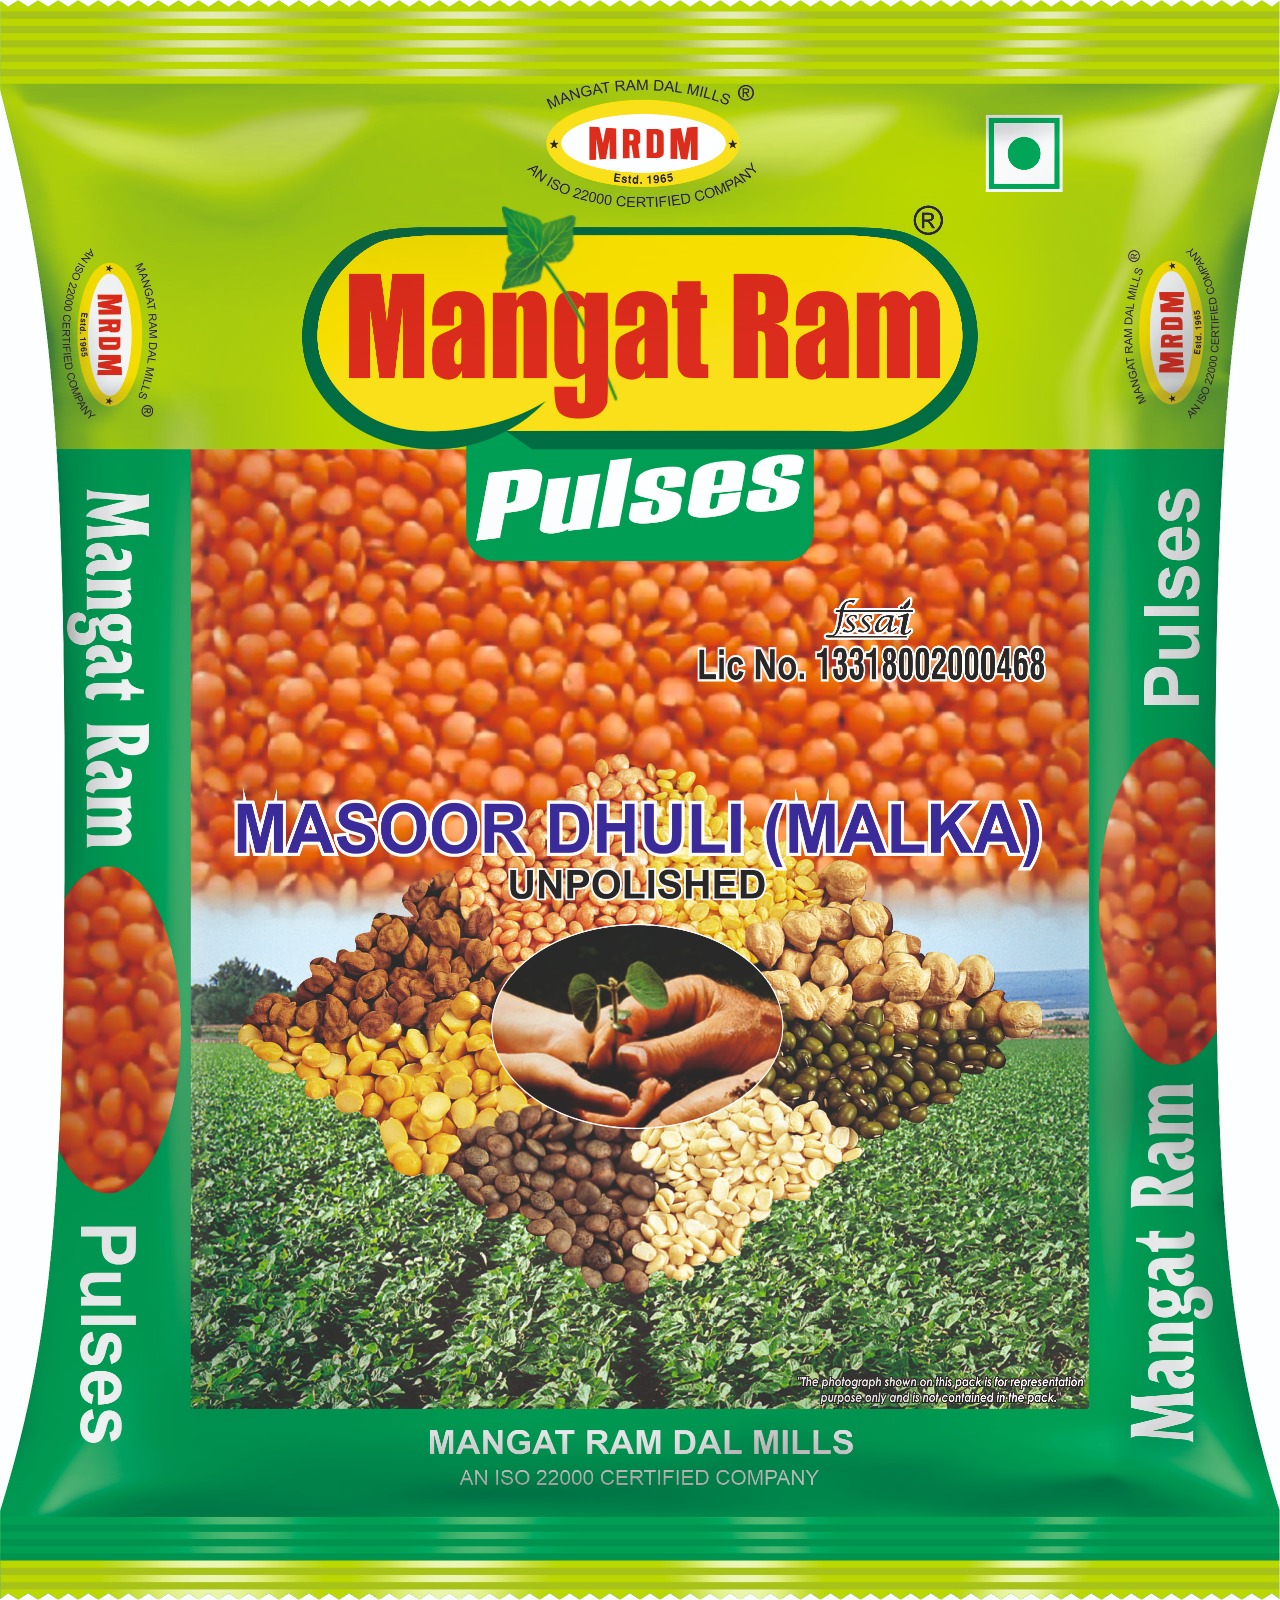 MANGAT RAM DAL MILLS ®
MRDM
Estd. 1965
AN ISO 22000 CERTIFIED COMPANY
®
Mangat Ram
Pulses
fssai
Lic No. 13318002000468
MASOOR DHULI (MALKA)
UNPOLISHED
"The photograph shown on this pack is for representation
purpose only and is not contained in the pack."
MANGAT RAM DAL MILLS
AN ISO 22000 CERTIFIED COMPANY
MANGAT RAM DAL MILLS ®
MRDM
Estd. 1965
AN ISO 22000 CERTIFIED COMPANY
Mangat Ram
Pulses
MANGAT RAM DAL MILLS ®
MRDM
Estd. 1965
AN ISO 22000 CERTIFIED COMPANY
Mangat Ram
Pulses